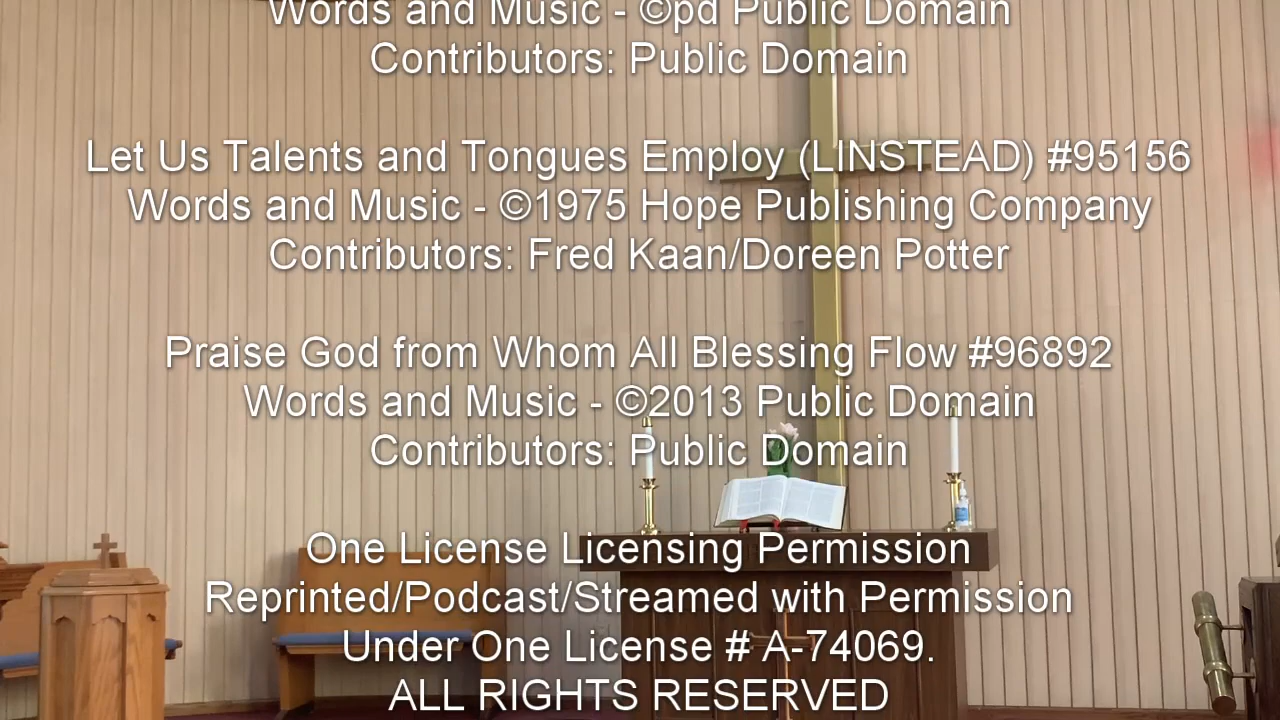 Words and Music - ©pd Public Domain
Contributors: Public Domain
Let Us Talents and Tongues Employ (LINSTEAD) #95156
Words and Music - ©1975 Hope Publishing Company
Contributors: Fred Kaan/Doreen Potter
Praise God from Whom All Blessing Flow #96892
Words and Music - ©2013 Public Domain
Contributors: Public Domain
One License Licensing Permission
Reprinted/Podcast/Streamed with Permission
Under One License # A-74069.
ALL RIGHTS RESERVED